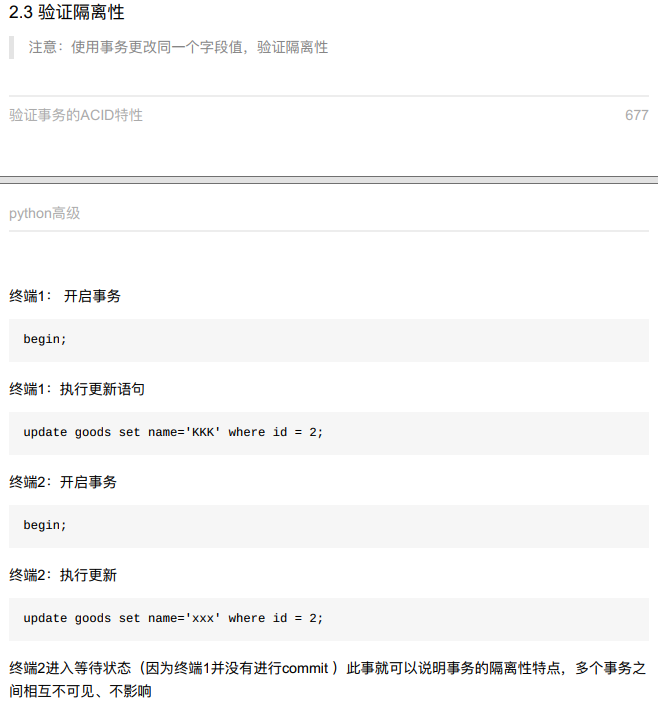 2.3 验证隔离性
注意：使用事务更改同一个字段值，验证隔离性
验证事务的ACID特性 677
python高级
终端1： 开启事务
begin;
终端1：执行更新语句
update goods set name='KKK' where id = 2;
终端2：开启事务
begin;
终端2：执行更新
update goods set name='xxx' where id = 2;
终端2进入等待状态（因为终端1并没有进行commit ）此事就可以说明事务的隔离性特点，多个事务之
间相互不可见、不影响